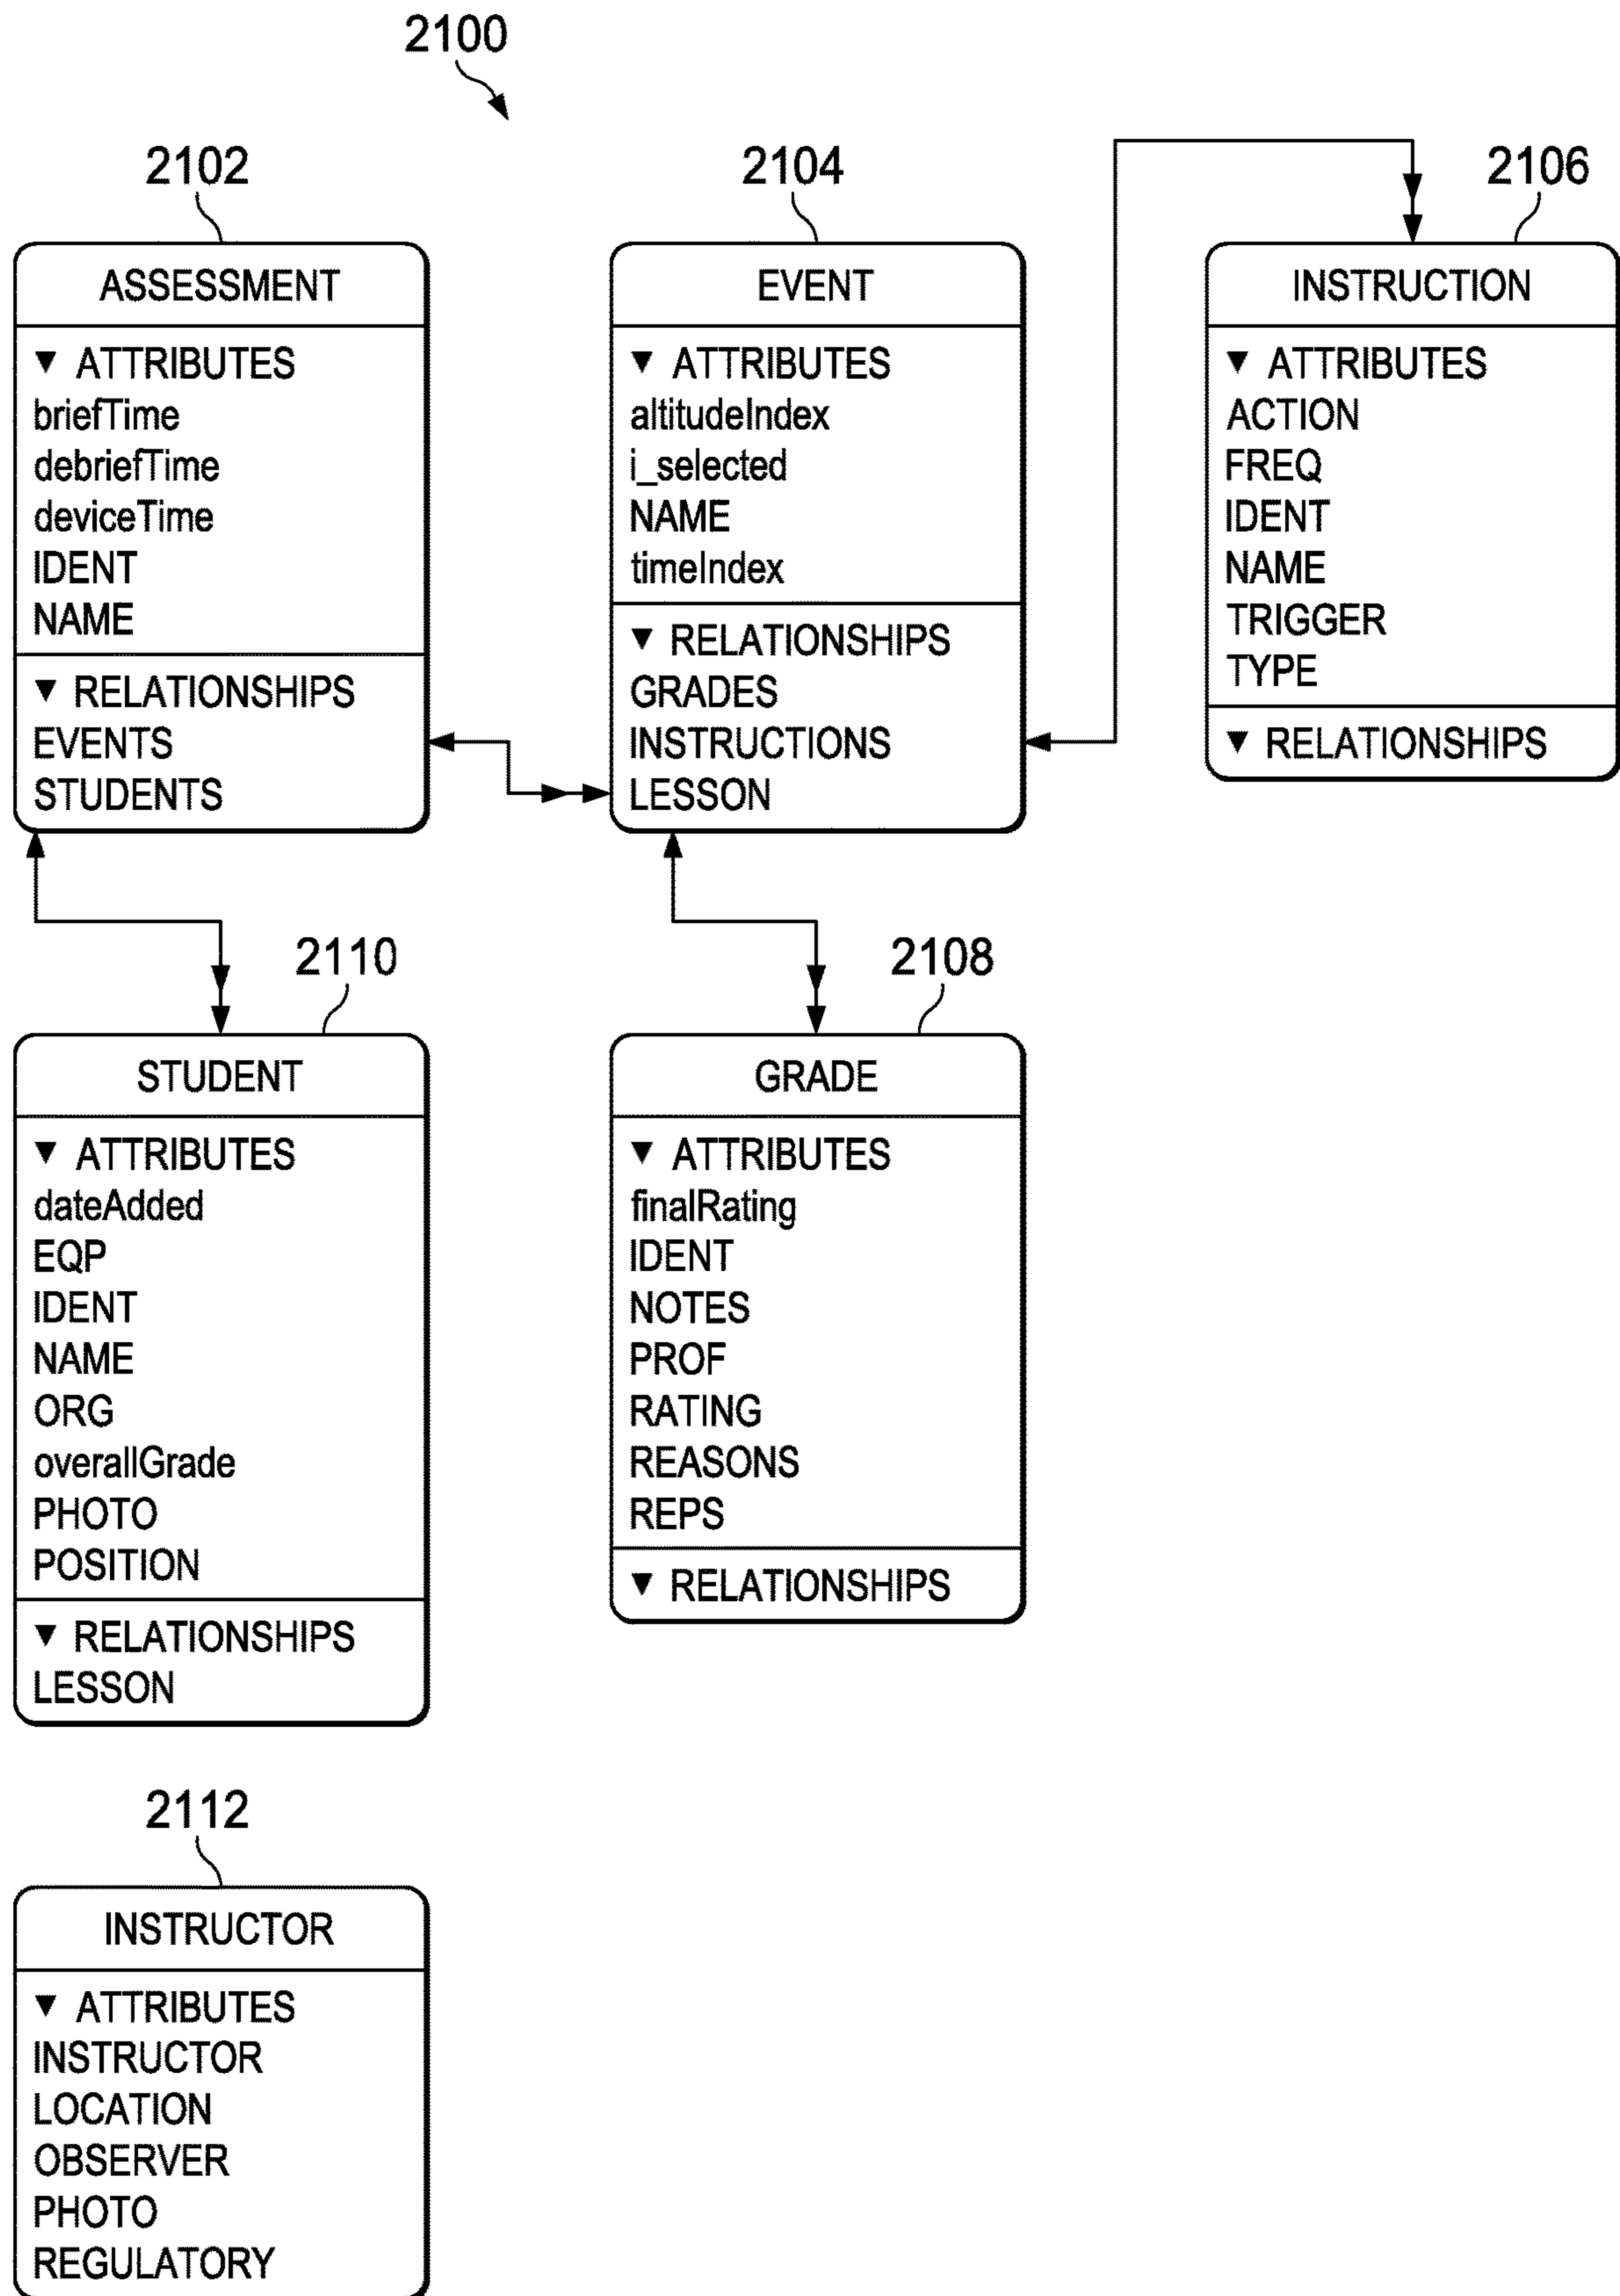 2100
2102
ASSESSMENT
▼ ATTRIBUTES
briefTime
debriefTime
deviceTime
IDENT
NAME
▼ RELATIONSHIPS
EVENTS
STUDENTS
2104
EVENT
▼ ATTRIBUTES
altitudeIndex
i_selected
NAME
timeIndex
▼ RELATIONSHIPS
GRADES
INSTRUCTIONS
LESSON
2106
INSTRUCTION
▼ ATTRIBUTES
ACTION
FREQ
IDENT
NAME
TRIGGER
TYPE
▼ RELATIONSHIPS
2110
STUDENT
▼ ATTRIBUTES
dateAdded
EQP
IDENT
NAME
ORG
overallGrade
PHOTO
POSITION
▼ RELATIONSHIPS
LESSON
2108
GRADE
▼ ATTRIBUTES
finalRating
IDENT
NOTES
PROF
RATING
REASONS
REPS
▼ RELATIONSHIPS
2112
INSTRUCTOR
▼ ATTRIBUTES
INSTRUCTOR
LOCATION
OBSERVER
PHOTO
REGULATORY